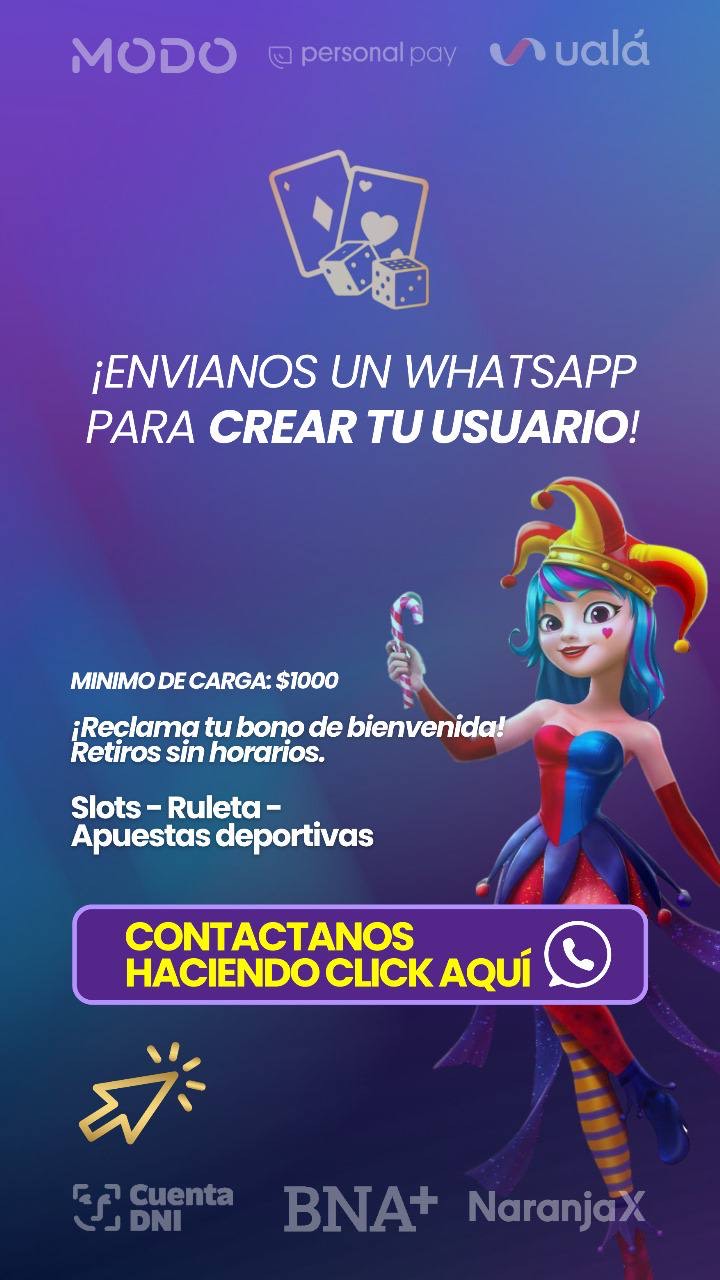 MODO personal pay ualá
¡ENVIANOS UN WHATSAPP
PARA CREAR TU USUARIO!
MINIMO DE CARGA: $1000
¡Reclama tu bono de bienvenida!
Retiros sin horarios.
Slots - Ruleta -
Apuestas deportivas
CONTACTANOS
HACIENDO CLICK AQUÍ
Cuenta
DNI
BNA+
NaranjaX